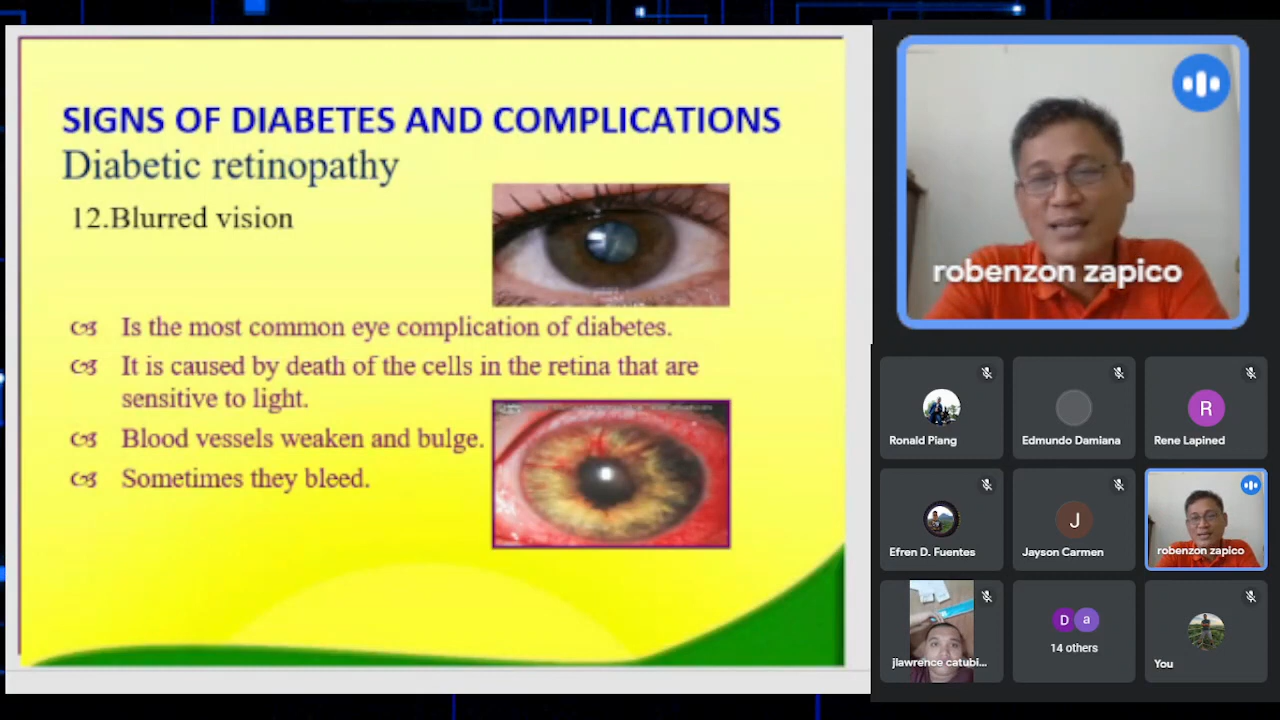 SIGNS OF DIABETES AND COMPLICATIONS
Diabetic retinopathy
12.Blurred vision
Is the most common eye complication of diabetes.
It is caused by death of the cells in the retina that are
sensitive to light.
Blood vessels weaken and bulge.
Sometimes they bleed.
robenzon zapico
Ronald Piang
Edmundo Damiana
R
Rene Lapined
Efren D. Fuentes
J
Jayson Carmen
robenzon zapico
jlawrence catubi...
D a
14 others
You